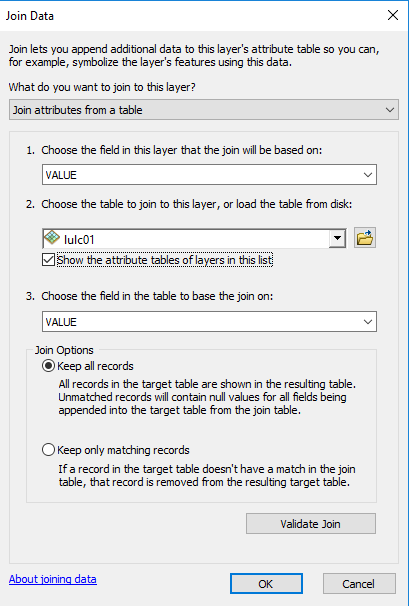 Join Data
Join lets you append additional data to this layer's attribute table so you can,
for example, symbolize the layer's features using this data.
What do you want to join to this layer?
Join attributes from a table
1. Choose the field in this layer that the join will be based on:
VALUE
2. Choose the table to join to this layer, or load the table from disk:
lulc01
Show the attribute tables of layers in this list
3. Choose the field in the table to base the join on:
VALUE
Join Options
Keep all records
All records in the target table are shown in the resulting table.
Unmatched records will contain null values for all fields being
appended into the target table from the join table.
Keep only matching records
If a record in the target table doesn't have a match in the join
table, that record is removed from the resulting target table.
Validate Join
About joining data
OK
Cancel